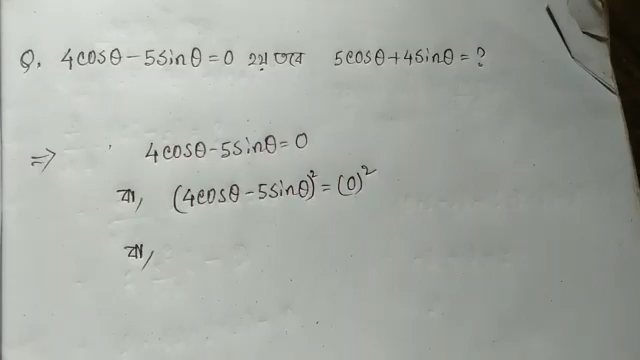 Q. 4cosθ-5sinθ=0 হয় তবে 5cosθ+4sinθ=?
⇒ 4cosθ-5sinθ=0
বা, (4cosθ-5sinθ)²=(0)²
বা,